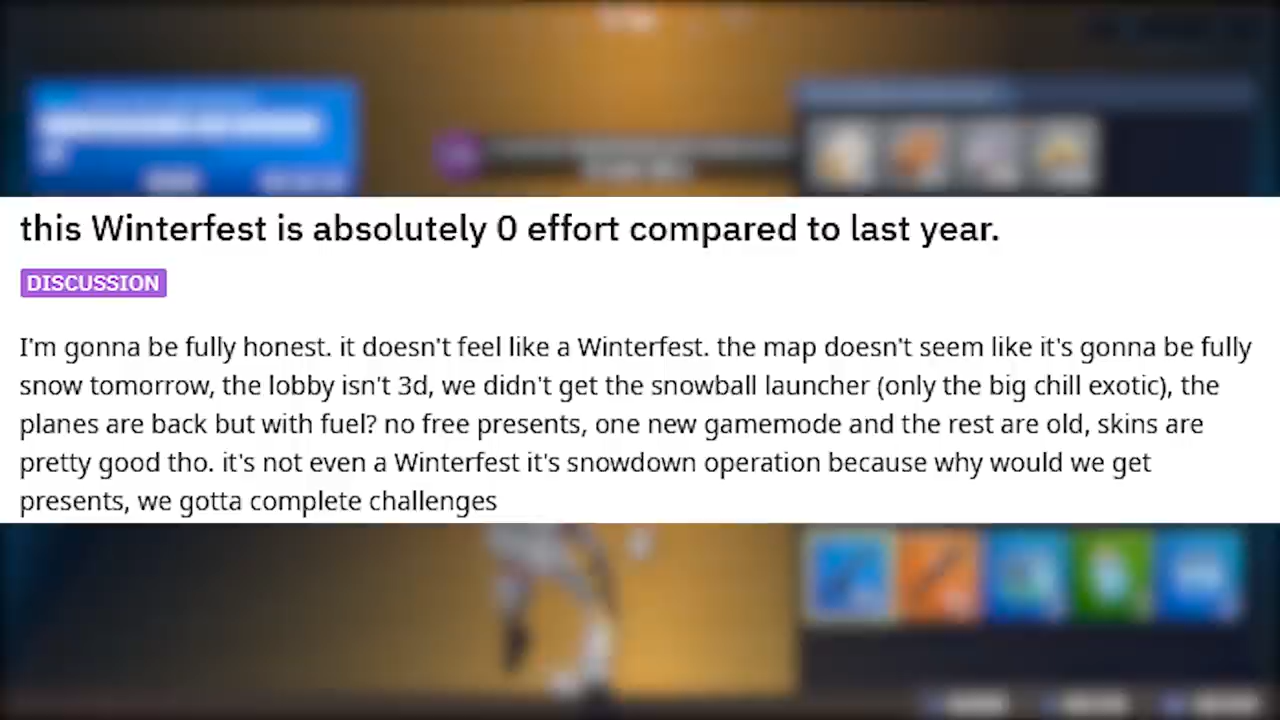 this Winterfest is absolutely 0 effort compared to last year.
DISCUSSION
I'm gonna be fully honest. it doesn't feel like a Winterfest. the map doesn't seem like it's gonna be fully
snow tomorrow, the lobby isn't 3d, we didn't get the snowball launcher (only the big chill exotic), the
planes are back but with fuel? no free presents, one new gamemode and the rest are old, skins are
pretty good tho. it's not even a Winterfest it's snowdown operation because why would we get
presents, we gotta complete challenges